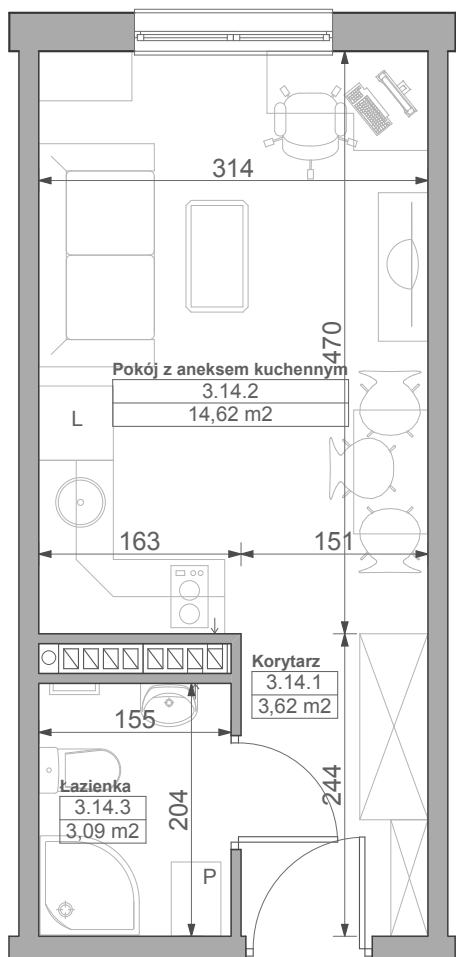 314
470
Pokój z aneksem kuchennym
3.14.2
14,62 m2
L
163
151
Korytarz
3.14.1
3,62 m2
155
204
244
Łazienka
3.14.3
3,09 m2
P